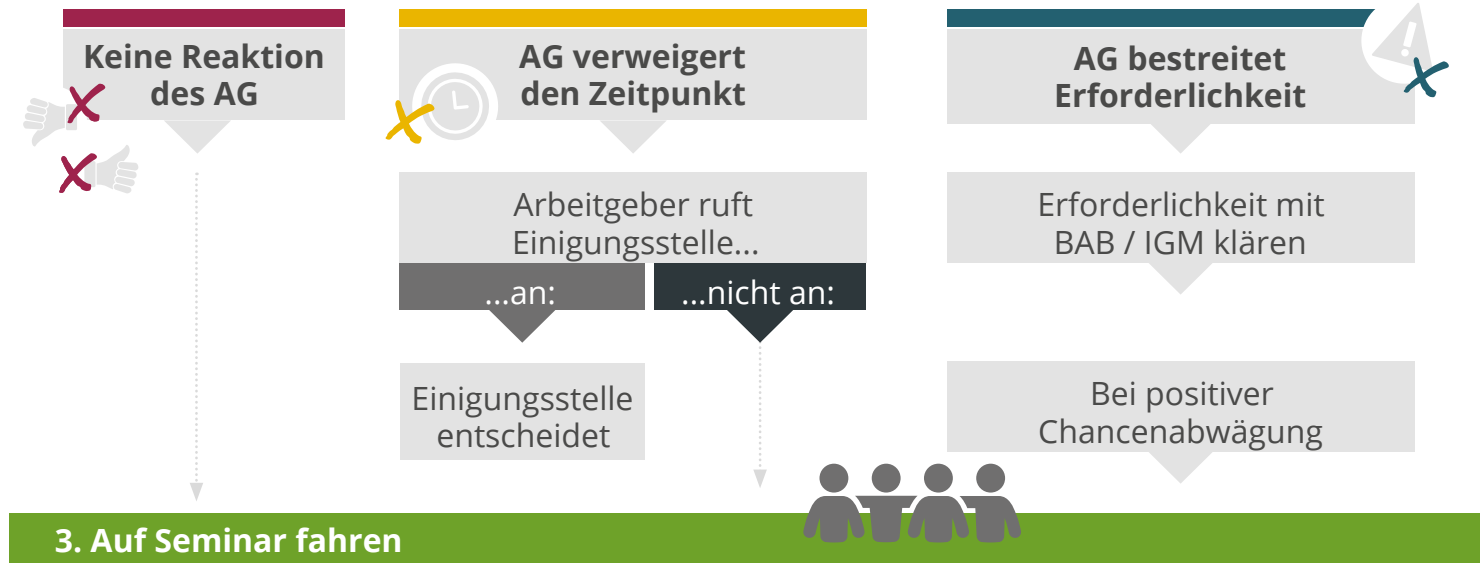 Keine Reaktion
des AG
AG verweigert
den Zeitpunkt
Arbeitgeber ruft
Einigungsstelle...
...an:
...nicht an:
Einigungsstelle
entscheidet
AG bestreitet
Erforderlichkeit
Erforderlichkeit mit
BAB / IGM klären
Bei positiver
Chancenabwägung
3. Auf Seminar fahren